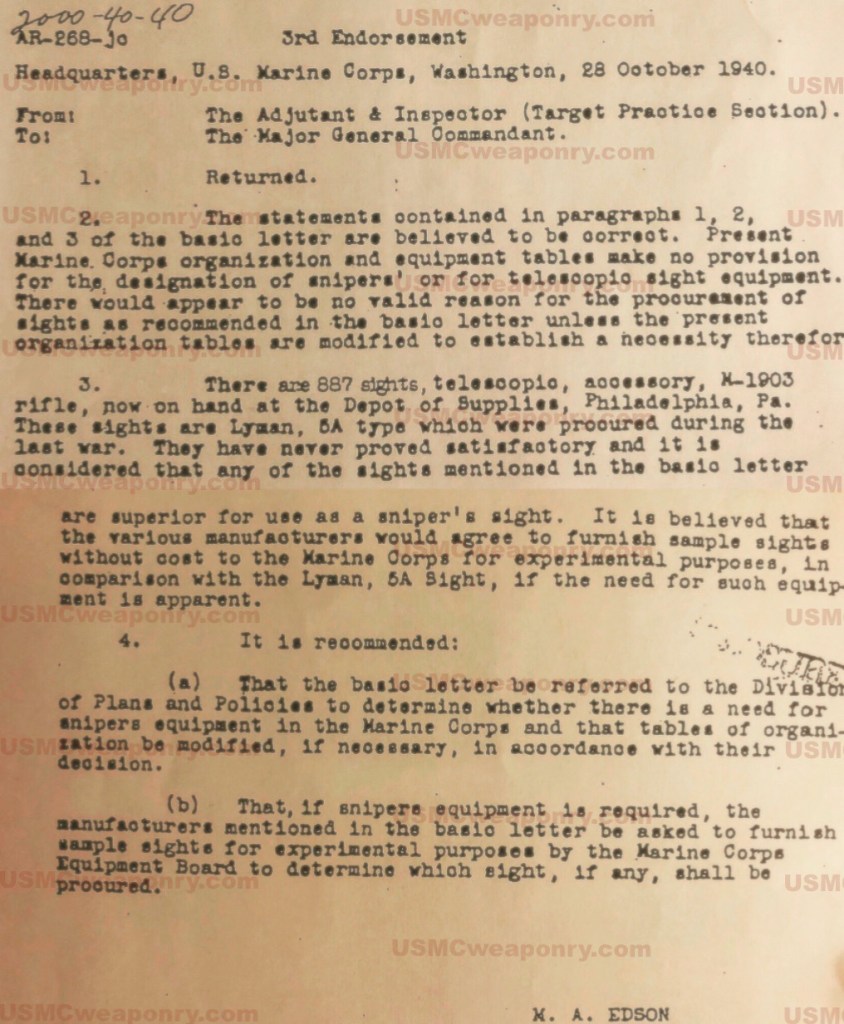 2000-40-40
AR-268-jo 3rd Endorsement
Headquarters, U.S. Marine Corps, Washington, 28 October 1940.
From: The Adjutant & Inspector (Target Practice Section).
To: The Major General Commandant.
1. Returned.
2. The statements contained in paragraphs 1, 2,
and 3 of the basic letter are believed to be correct. Present
Marine Corps organization and equipment tables make no provision
for the designation of snipers' or for telescopic sight equipment.
There would appear to be no valid reason for the procurement of
sights as recommended in the basic letter unless the present
organization tables are modified to establish a necessity therefor
3. There are 887 sights, telescopic, accessory, M-1903
rifle, now on hand at the Depot of Supplies, Philadelphia, Pa.
These sights are Lyman, 5A type which were procured during the
last war. They have never proved satisfactory and it is
considered that any of the sights mentioned in the basic letter
are superior for use as a sniper's sight. It is believed that
the various manufacturers would agree to furnish sample sights
without cost to the Marine Corps for experimental purposes, in
comparison with the Lyman, 5A Sight, if the need for such equip-
ment is apparent.
4. It is recommended:
(a) That the basic letter be referred to the Division
of Plans and Policies to determine whether there is a need for
snipers equipment in the Marine Corps and that tables of organi-
zation be modified, if necessary, in accordance with their
decision.
(b) That, if snipers equipment is required, the
manufacturers mentioned in the basic letter be asked to furnish
sample sights for experimental purposes by the Marine Corps
Equipment Board to determine which sight, if any, shall be
procured.
M. A. EDSON
USMCweaponry.com